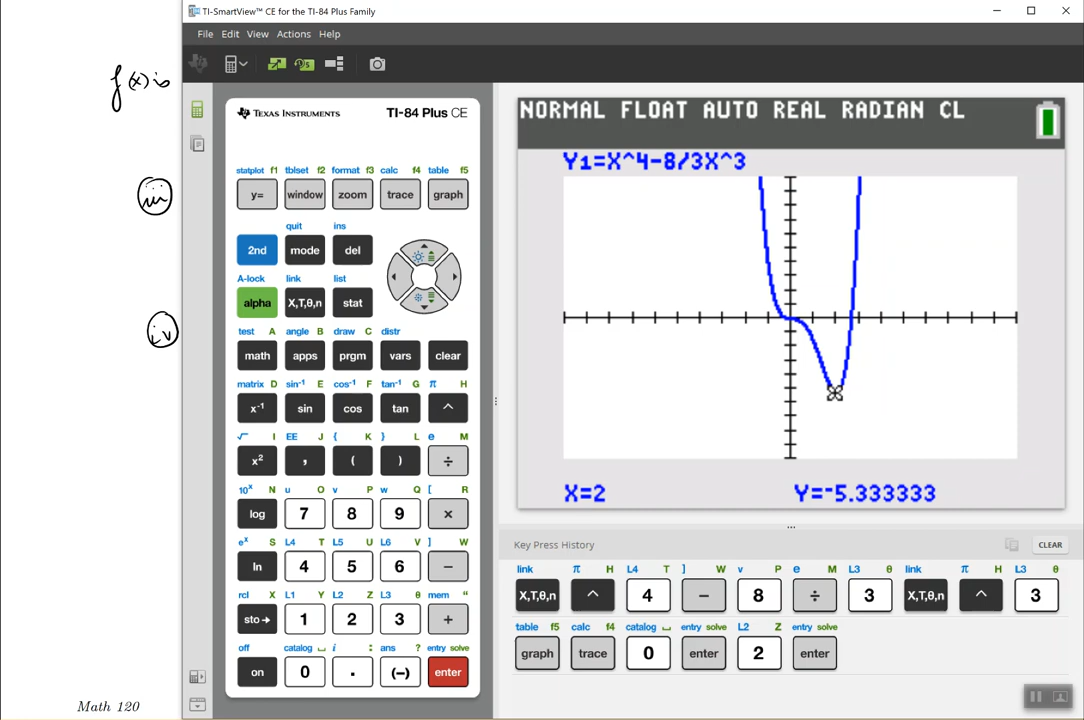 TI-SmartView™ CE for the TI-84 Plus Family
File Edit View Actions Help
f(x) is
iii
iv
Math 120
TEXAS INSTRUMENTS TI-84 Plus CE
statplot f1 tblset f2 format f3 calc f4 table f5
y= window zoom trace graph
quit ins
2nd mode del
A-lock link list
alpha X,T,θ,n stat
test A angle B draw C distr
math apps prgm vars clear
matrix D sin⁻¹ E cos⁻¹ F tan⁻¹ G π H
x⁻¹ sin cos tan ^
√ I EE J { K } L e M
x² , ( ) ÷
10ˣ N u O v P w Q [ R
log 7 8 9 ×
eˣ S L4 T L5 U L6 V ] W
ln 4 5 6 −
rcl X L1 Y L2 Z L3 θ mem “
sto→ 1 2 3 +
off catalog ⎵ i : ans ? entry solve
on 0 . (−) enter
NORMAL FLOAT AUTO REAL RADIAN CL
Y1=X^4-8/3X^3
X=2 Y=-5.333333
Key Press History CLEAR
link π H L4 T ] W v P e M L3 θ link π H L3 θ
X,T,θ,n ^ 4 − 8 ÷ 3 X,T,θ,n ^ 3
table f5 calc f4 catalog ⎵ entry solve L2 Z entry solve
graph trace 0 enter 2 enter